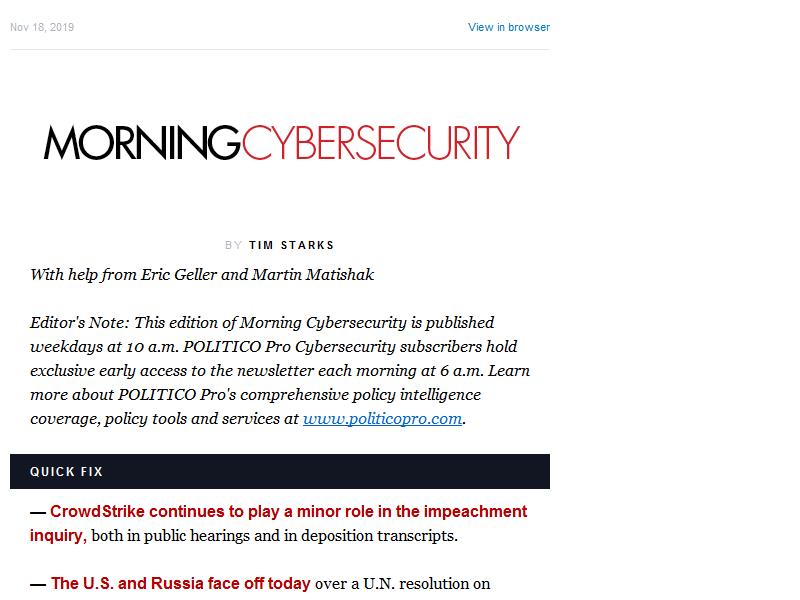 Nov 18, 2019
View in browser
MORNINGCYBERSECURITY
BY TIM STARKS
With help from Eric Geller and Martin Matishak
Editor's Note: This edition of Morning Cybersecurity is published
weekdays at 10 a.m. POLITICO Pro Cybersecurity subscribers hold
exclusive early access to the newsletter each morning at 6 a.m. Learn
more about POLITICO Pro's comprehensive policy intelligence
coverage, policy tools and services at www.politicopro.com.
QUICK FIX
— CrowdStrike continues to play a minor role in the impeachment
inquiry, both in public hearings and in deposition transcripts.
— The U.S. and Russia face off today over a U.N. resolution on